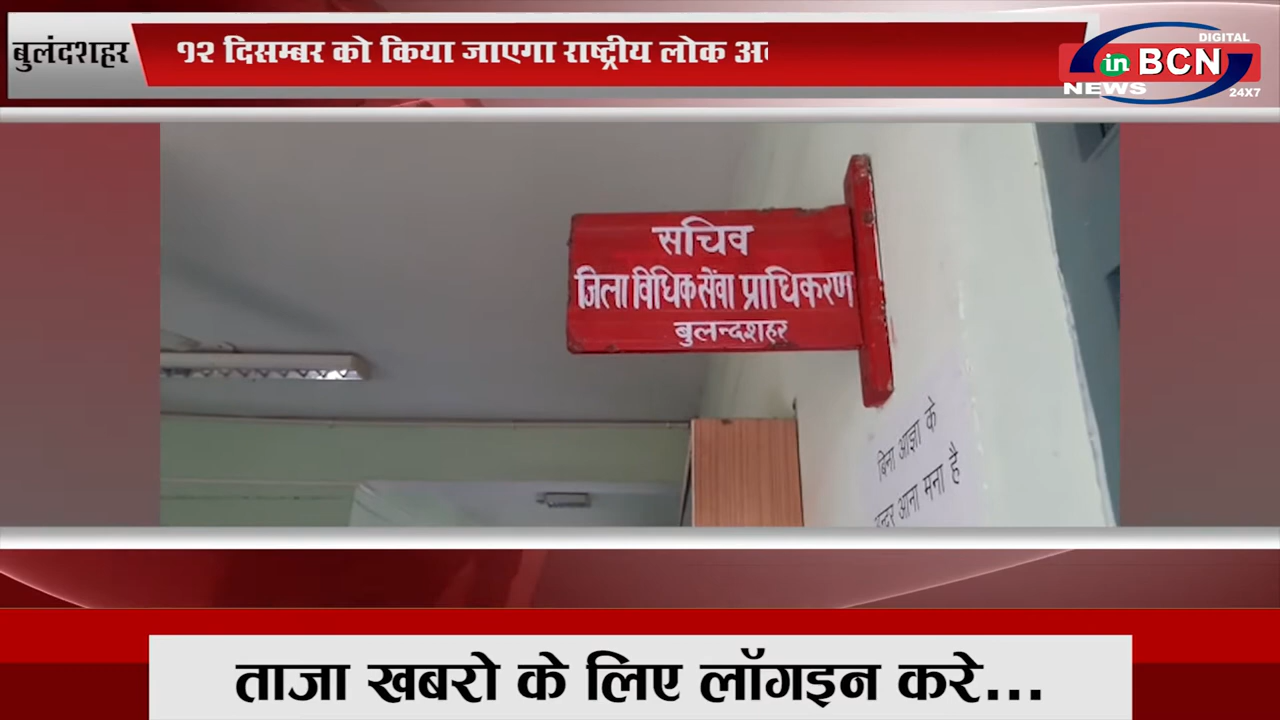 बुलंदशहर
१२ दिसम्बर को किया जाएगा राष्ट्रीय लोक
DIGITAL
in BCN
NEWS
24X7
सचिव
जिला विधिक सेंवा प्राधिकरण
बुलन्दशहर
बिना आज्ञा के
आना मना है
ताजा खबरो के लिए लॉगइन करे...